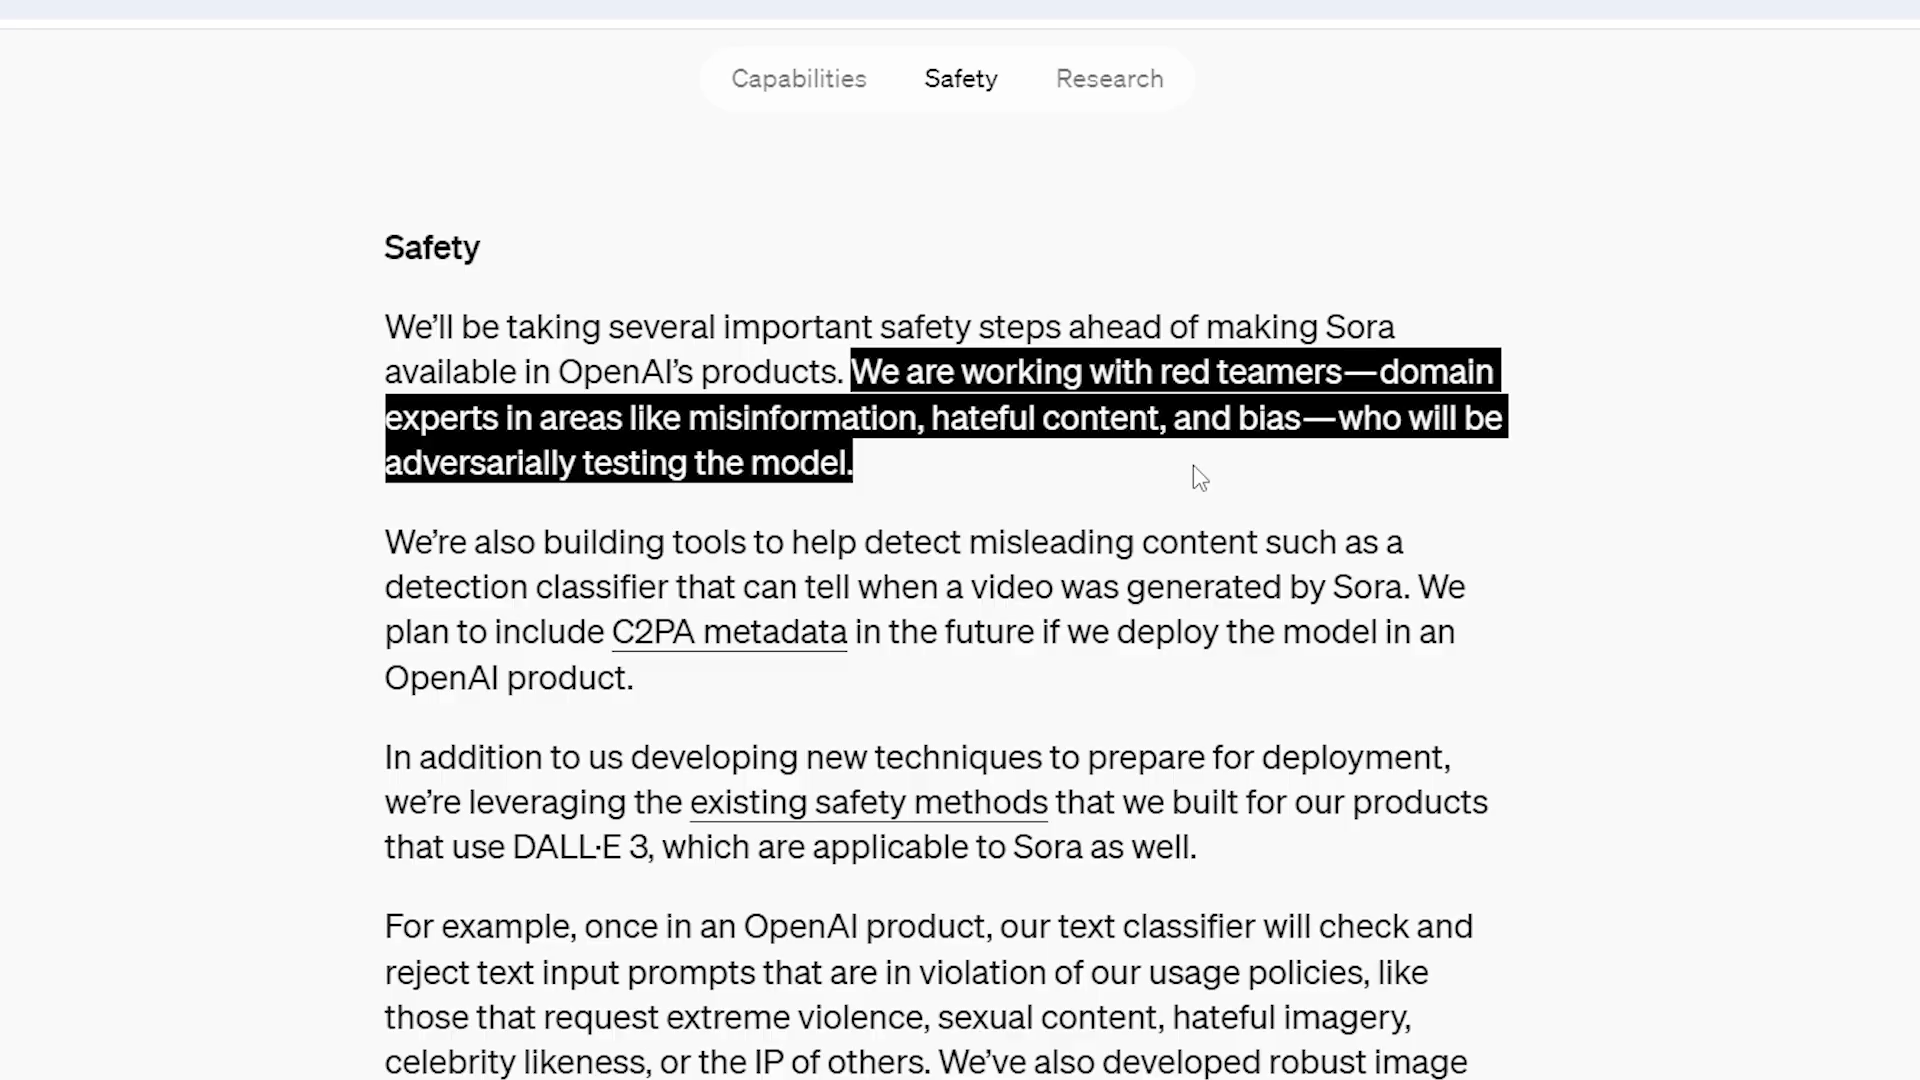 Capabilities Safety Research
Safety
We’ll be taking several important safety steps ahead of making Sora
available in OpenAI’s products. We are working with red teamers—domain
experts in areas like misinformation, hateful content, and bias—who will be
adversarially testing the model.
We’re also building tools to help detect misleading content such as a
detection classifier that can tell when a video was generated by Sora. We
plan to include C2PA metadata in the future if we deploy the model in an
OpenAI product.
In addition to us developing new techniques to prepare for deployment,
we’re leveraging the existing safety methods that we built for our products
that use DALL·E 3, which are applicable to Sora as well.
For example, once in an OpenAI product, our text classifier will check and
reject text input prompts that are in violation of our usage policies, like
those that request extreme violence, sexual content, hateful imagery,
celebrity likeness, or the IP of others. We’ve also developed robust image